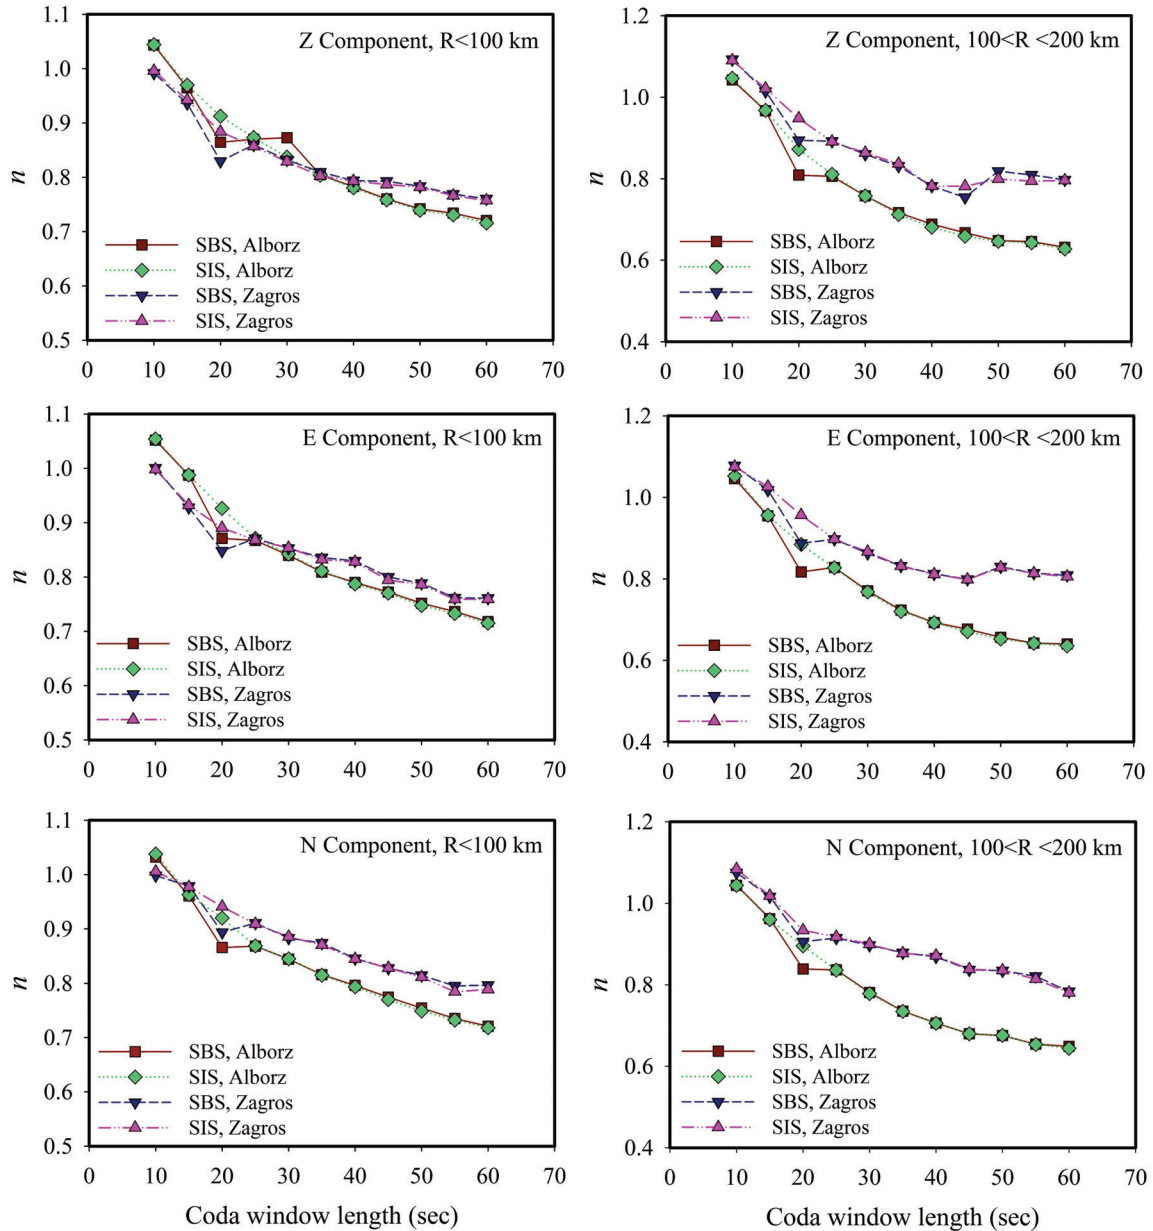 Z Component, R<100 km
1.1
1.0
0.9
0.8
0.7
0.6
0.5
n
SBS, Alborz
SIS, Alborz
SBS, Zagros
SIS, Zagros
0 10 20 30 40 50 60 70
Z Component, 100<R <200 km
1.2
1.0
0.8
0.6
0.4
n
SBS, Alborz
SIS, Alborz
SBS, Zagros
SIS, Zagros
0 10 20 30 40 50 60 70
E Component, R<100 km
1.1
1.0
0.9
0.8
0.7
0.6
0.5
n
SBS, Alborz
SIS, Alborz
SBS, Zagros
SIS, Zagros
0 10 20 30 40 50 60 70
E Component, 100<R <200 km
1.2
1.0
0.8
0.6
0.4
n
SBS, Alborz
SIS, Alborz
SBS, Zagros
SIS, Zagros
0 10 20 30 40 50 60 70
N Component, R<100 km
1.1
1.0
0.9
0.8
0.7
0.6
0.5
n
SBS, Alborz
SIS, Alborz
SBS, Zagros
SIS, Zagros
0 10 20 30 40 50 60 70
Coda window length (sec)
N Component, 100<R <200 km
1.2
1.0
0.8
0.6
0.4
n
SBS, Alborz
SIS, Alborz
SBS, Zagros
SIS, Zagros
0 10 20 30 40 50 60 70
Coda window length (sec)